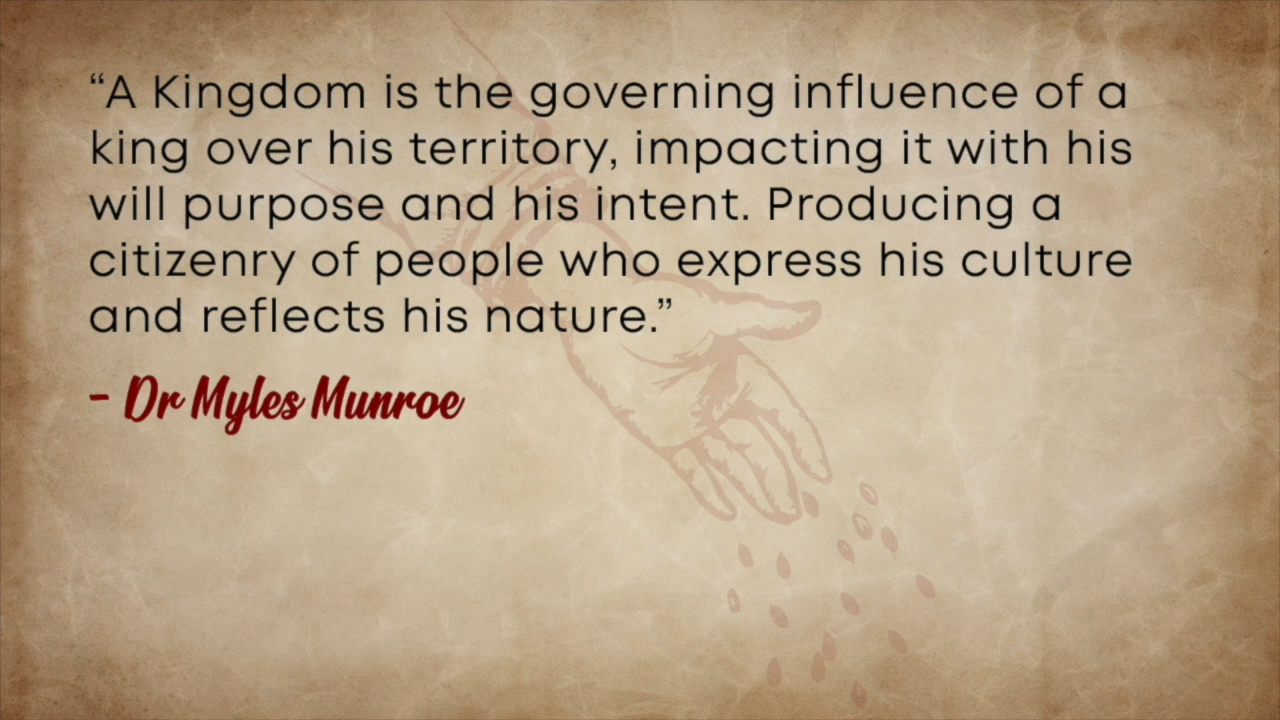 “A Kingdom is the governing influence of a
king over his territory, impacting it with his
will purpose and his intent. Producing a
citizenry of people who express his culture
and reflects his nature.”
- Dr Myles Munroe